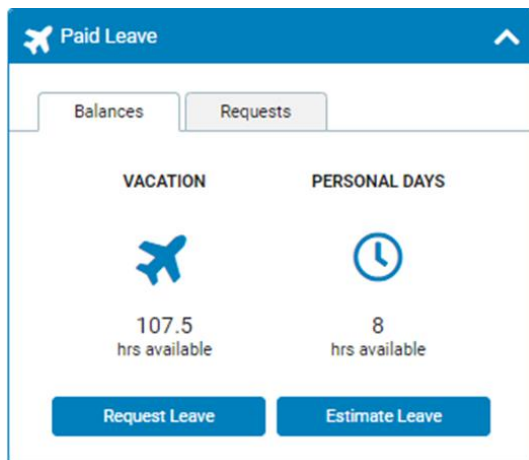 Paid Leave
Balances
Requests
VACATION
PERSONAL DAYS
107.5
hrs available
8
hrs available
Request Leave
Estimate Leave